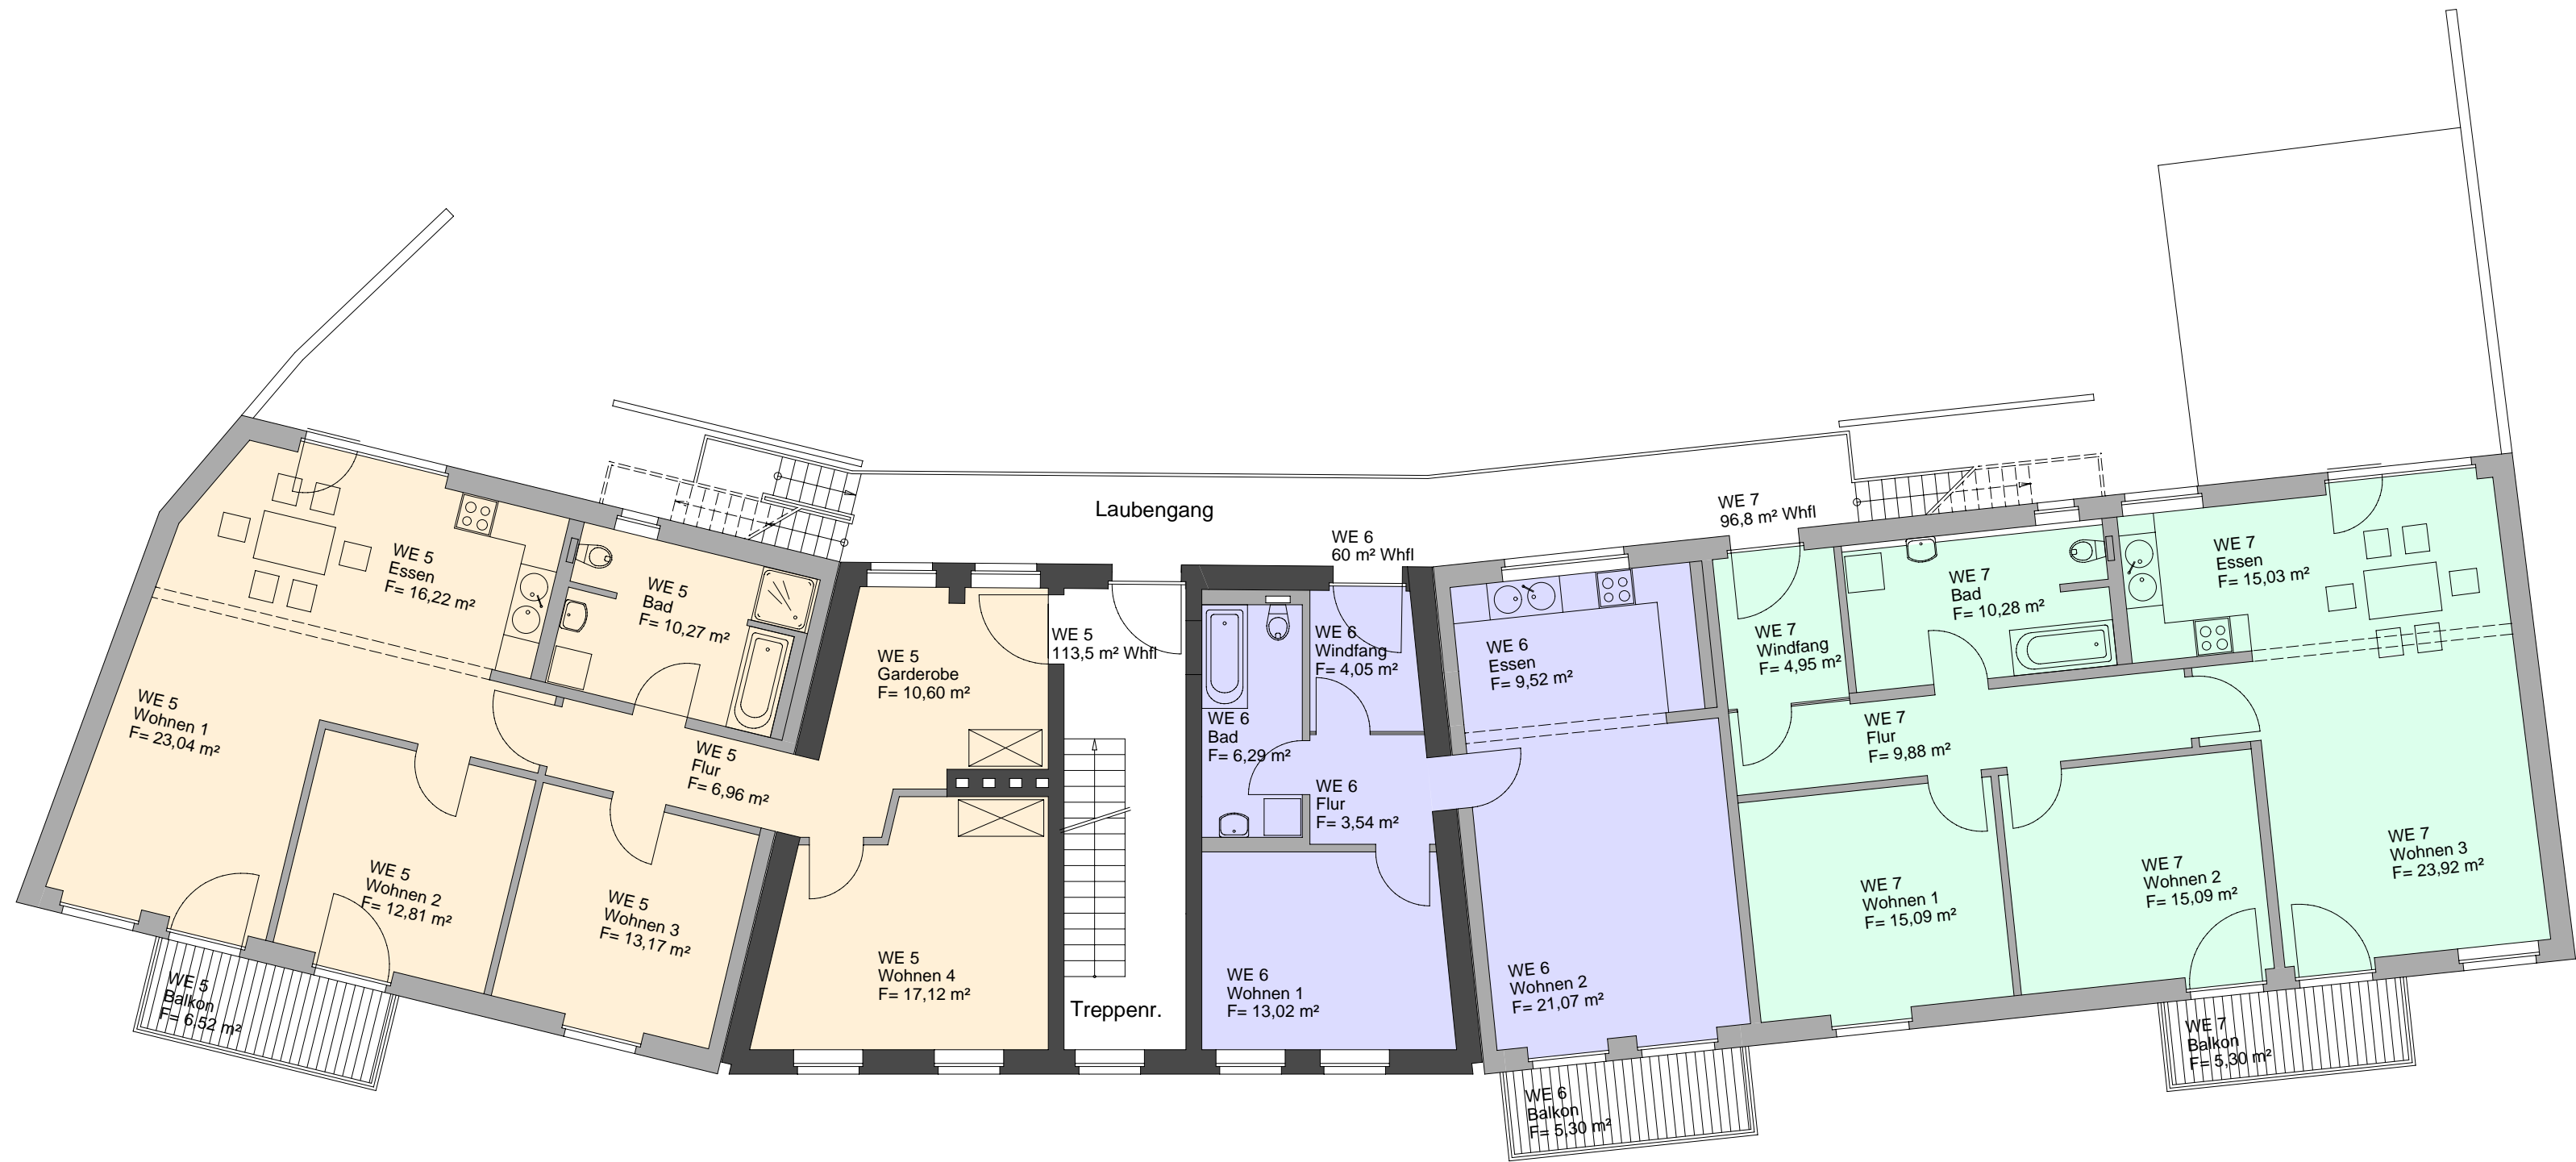 Laubengang
WE 5
Essen
F= 16,22 m²
WE 5
Bad
F= 10,27 m²
WE 5
Wohnen 1
F= 23,04 m²
WE 5
Garderobe
F= 10,60 m²
WE 5
113,5 m² Whfl
WE 5
Flur
F= 6,96 m²
WE 5
Wohnen 2
F= 12,81 m²
WE 5
Wohnen 3
F= 13,17 m²
WE 5
Wohnen 4
F= 17,12 m²
WE 5
Balkon
F= 6,52 m²
Treppenr.
WE 6
60 m² Whfl
WE 6
Windfang
F= 4,05 m²
WE 6
Bad
F= 6,29 m²
WE 6
Flur
F= 3,54 m²
WE 6
Essen
F= 9,52 m²
WE 6
Wohnen 1
F= 13,02 m²
WE 6
Wohnen 2
F= 21,07 m²
WE 6
Balkon
F= 5,30 m²
WE 7
96,8 m² Whfl
WE 7
Windfang
F= 4,95 m²
WE 7
Bad
F= 10,28 m²
WE 7
Essen
F= 15,03 m²
WE 7
Flur
F= 9,88 m²
WE 7
Wohnen 1
F= 15,09 m²
WE 7
Wohnen 2
F= 15,09 m²
WE 7
Wohnen 3
F= 23,92 m²
WE 7
Balkon
F= 5,30 m²